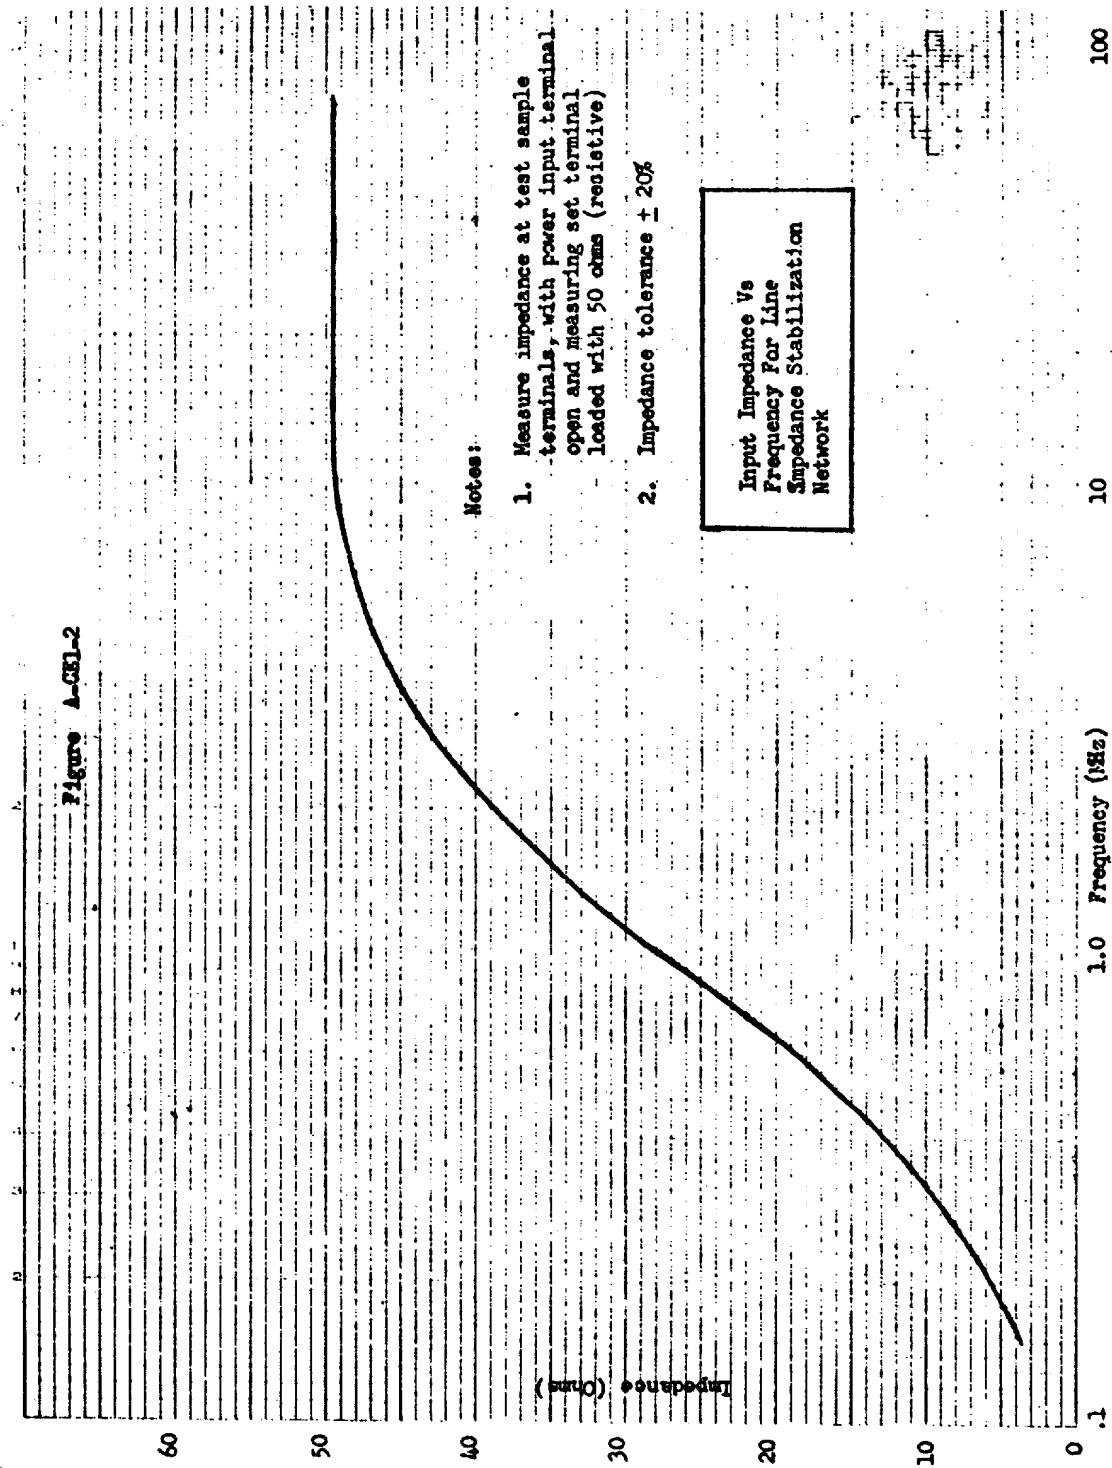 Figure A-CE1-2
Notes:
1. Measure impedance at test sample
terminals, with power input terminal
open and measuring set terminal
loaded with 50 ohms (resistive)
2. Impedance tolerance ± 20%
Input Impedance Vs
Frequency For Line
Impedance Stabilization
Network
Impedance (Ohms)
60
50
40
30
20
10
0
.1
1.0
Frequency (MHz)
10
100